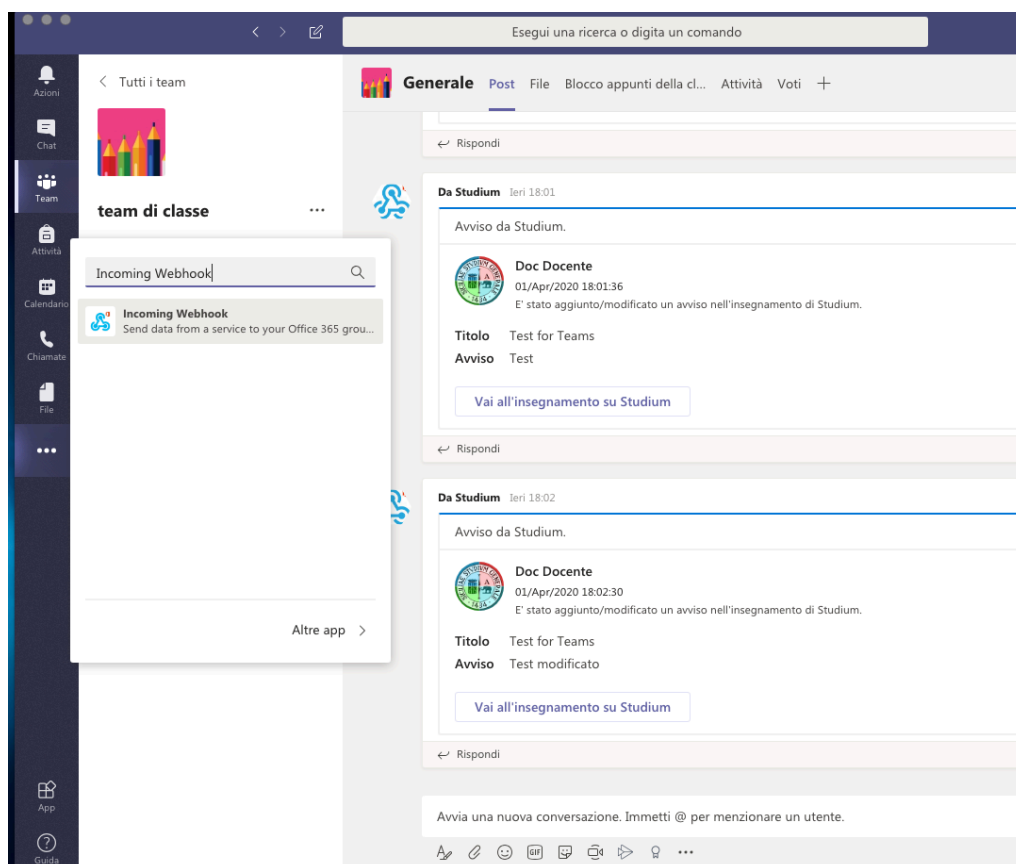 Esegui una ricerca o digita un comando
Azioni
Chat
Team
Attività
Calendario
Chiamate
File
App
Guida
Tutti i team
team di classe
Incoming Webhook
Incoming Webhook
Send data from a service to your Office 365 grou...
Altre app
Generale Post File Blocco appunti della cl... Attività Voti
Rispondi
Da Studium Ieri 18:01
Avviso da Studium.
Doc Docente
01/Apr/2020 18:01:36
E' stato aggiunto/modificato un avviso nell'insegnamento di Studium.
Titolo Test for Teams
Avviso Test
Vai all'insegnamento su Studium
Rispondi
Da Studium Ieri 18:02
Avviso da Studium.
Doc Docente
01/Apr/2020 18:02:30
E' stato aggiunto/modificato un avviso nell'insegnamento di Studium.
Titolo Test for Teams
Avviso Test modificato
Vai all'insegnamento su Studium
Rispondi
Avvia una nuova conversazione. Immetti @ per menzionare un utente.
GIF